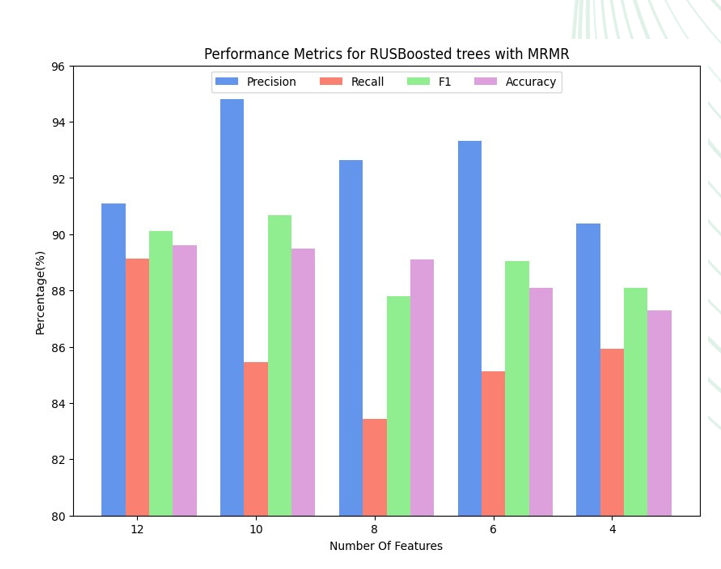 Performance Metrics for RUSBoosted trees with MRMR
Precision Recall F1 Accuracy
96
94
92
90
88
86
84
82
80
Percentage(%)
12 10 8 6 4
Number Of Features